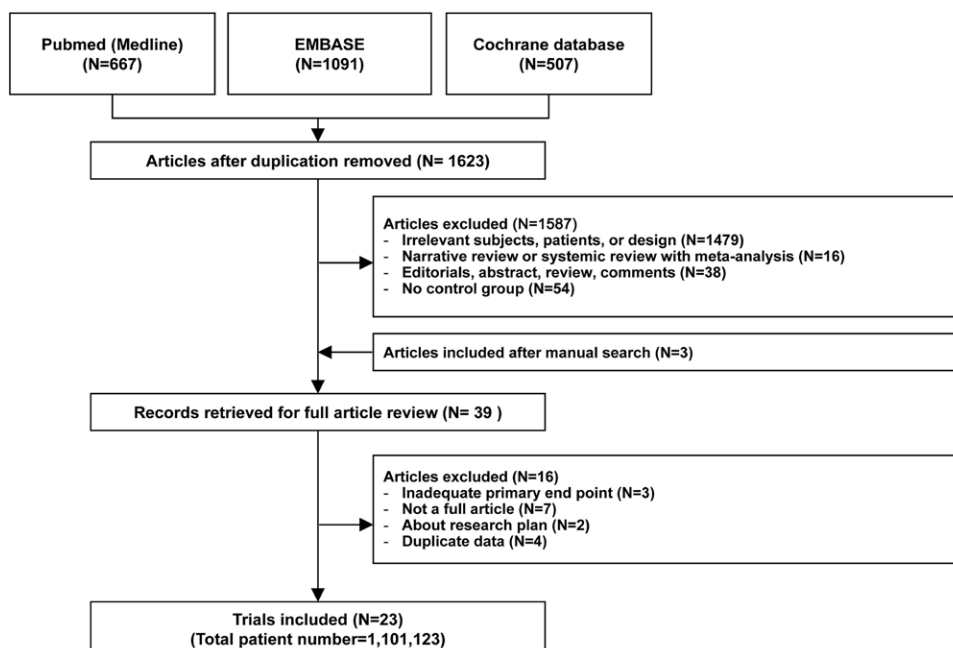 Pubmed (Medline)
(N=667)
EMBASE
(N=1091)
Cochrane database
(N=507)
Articles after duplication removed (N= 1623)
Articles excluded (N=1587)
- Irrelevant subjects, patients, or design (N=1479)
- Narrative review or systemic review with meta-analysis (N=16)
- Editorials, abstract, review, comments (N=38)
- No control group (N=54)
Articles included after manual search (N=3)
Records retrieved for full article review (N= 39 )
Articles excluded (N=16)
- Inadequate primary end point (N=3)
- Not a full article (N=7)
- About research plan (N=2)
- Duplicate data (N=4)
Trials included (N=23)
(Total patient number=1,101,123)